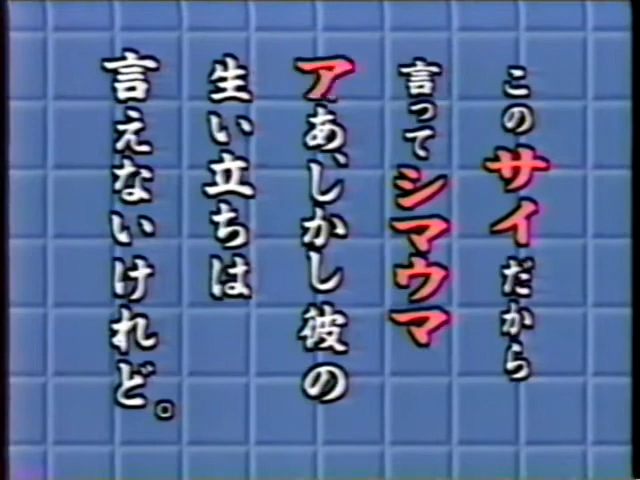 このサイだから
言ってシマウマ
アあ、しかし彼の
生い立ちは
言えないけれど。